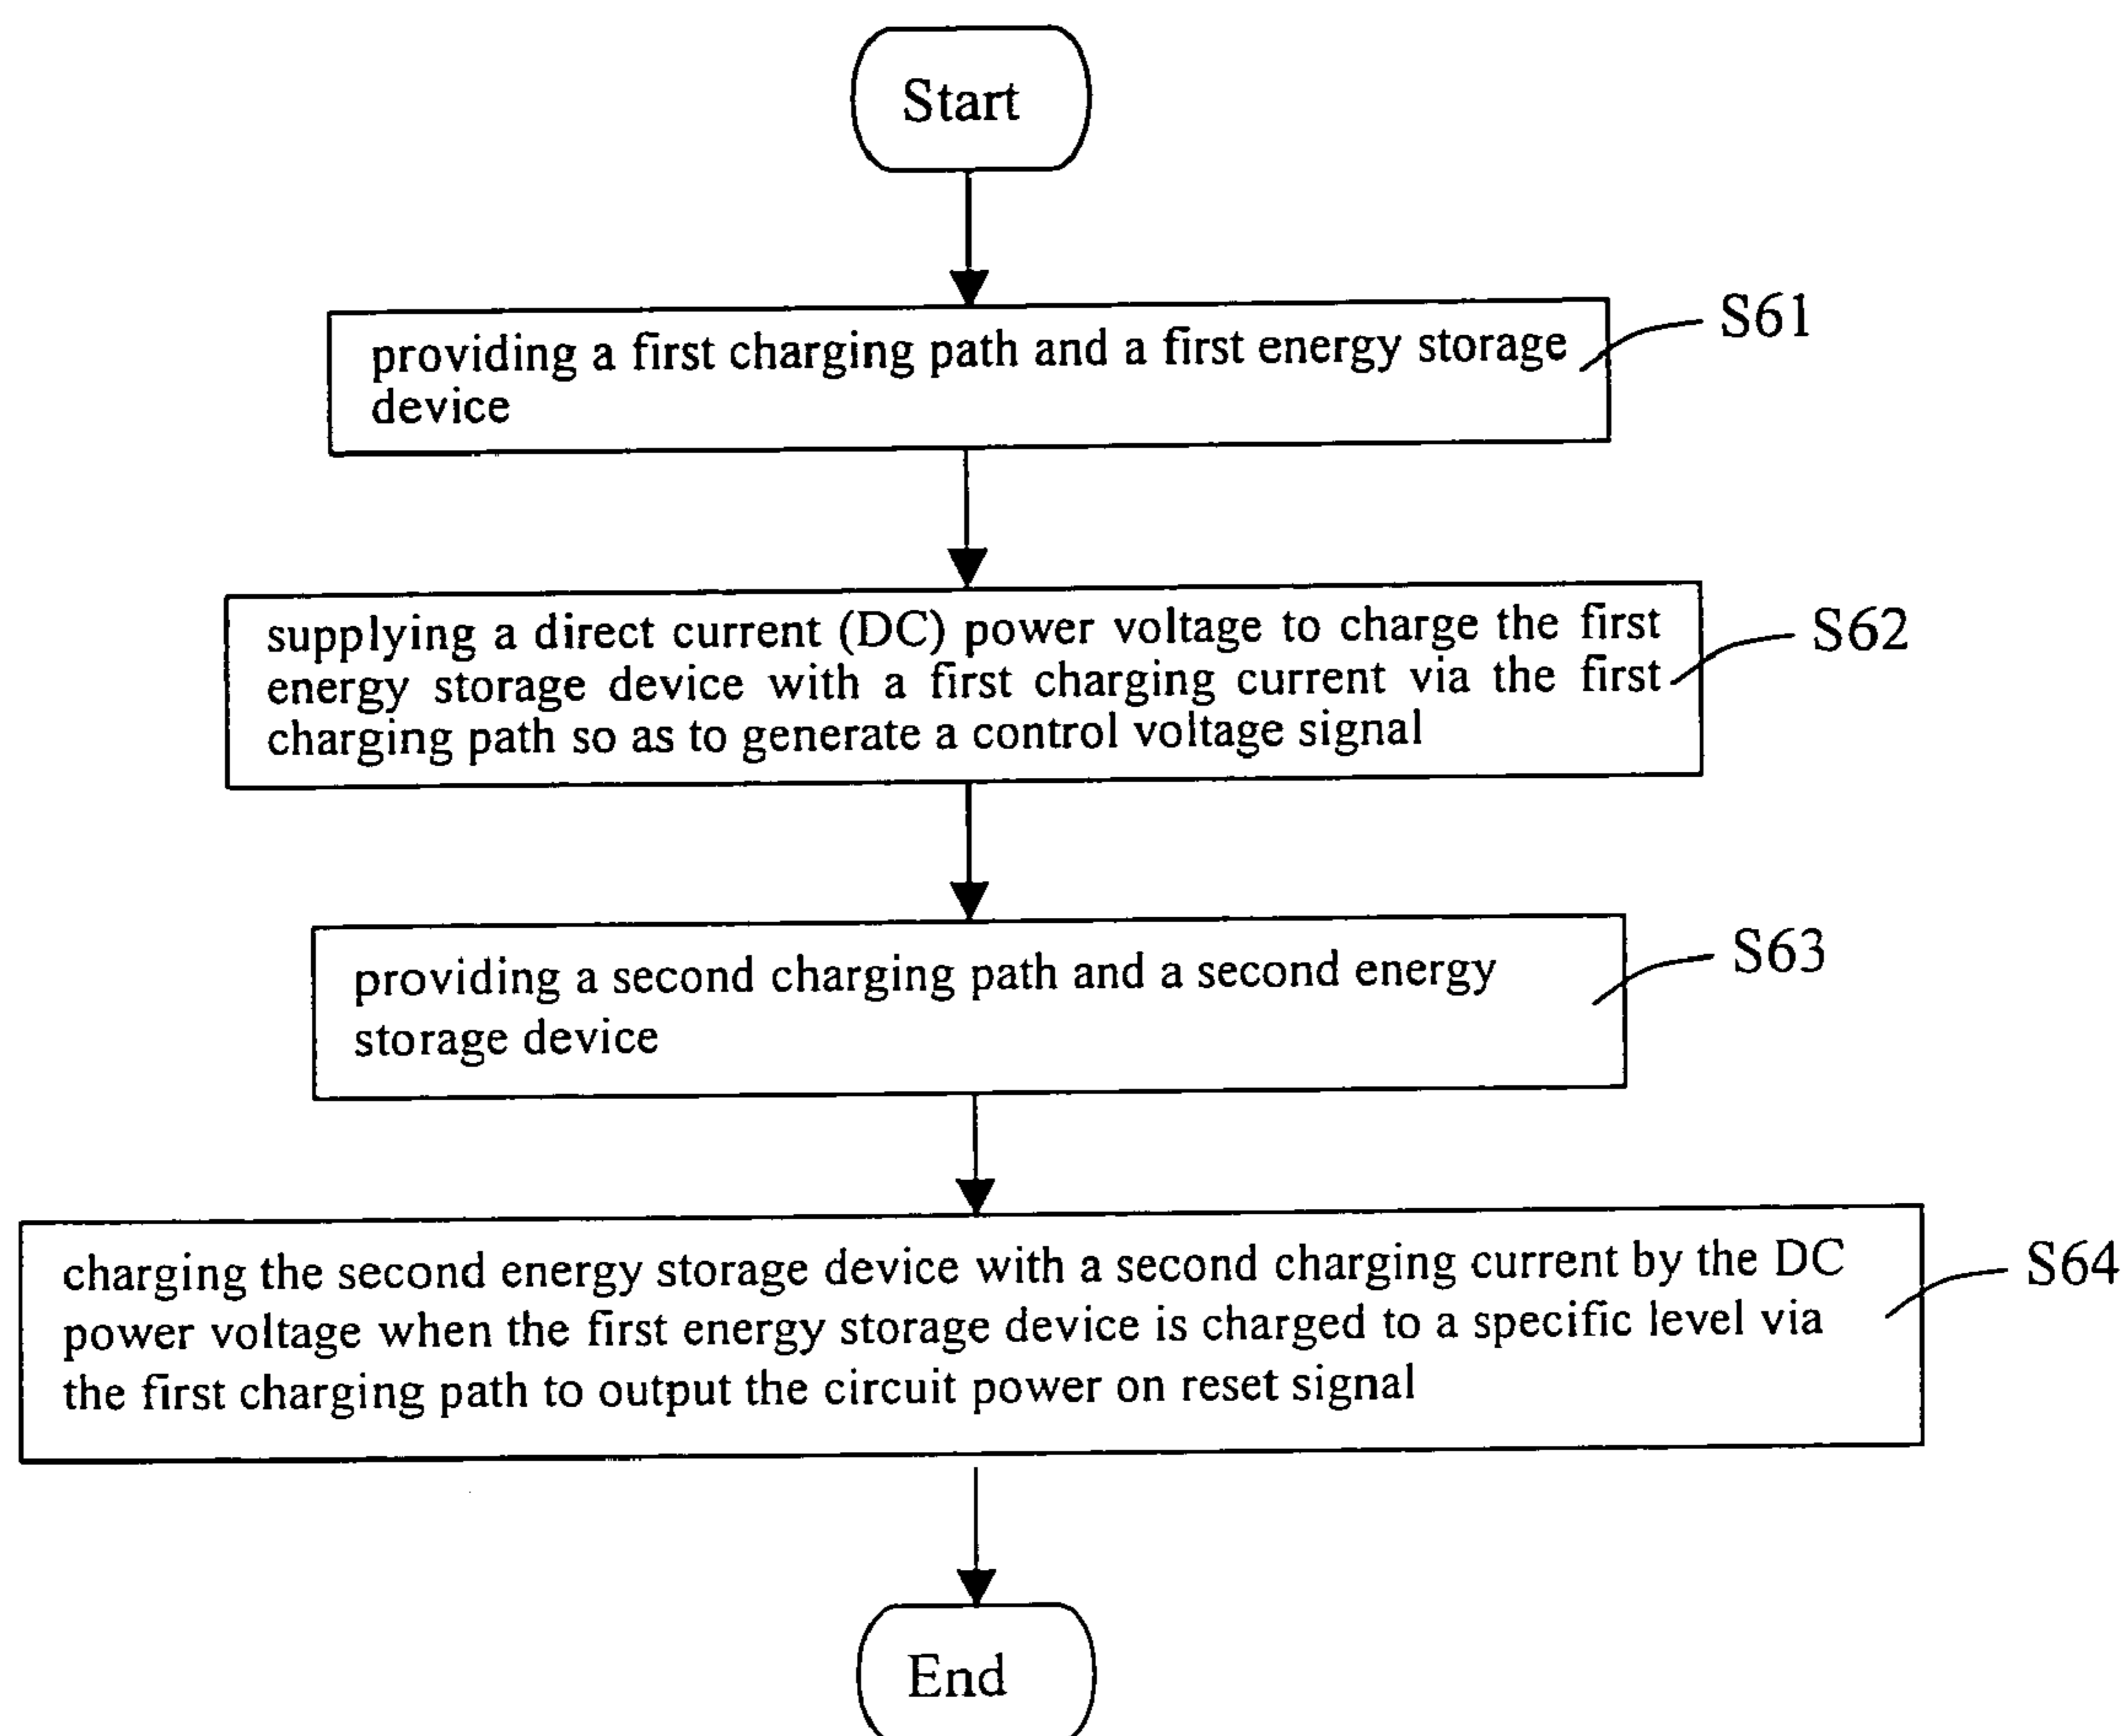 Start
providing a first charging path and a first energy storage
device
S61
supplying a direct current (DC) power voltage to charge the first
energy storage device with a first charging current via the first
charging path so as to generate a control voltage signal
S62
providing a second charging path and a second energy
storage device
S63
charging the second energy storage device with a second charging current by the DC
power voltage when the first energy storage device is charged to a specific level via
the first charging path to output the circuit power on reset signal
S64
End